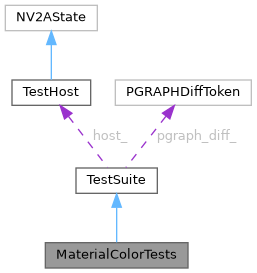 NV2AState
TestHost
PGRAPHDiffToken
host_
pgraph_diff_
TestSuite
MaterialColorTests